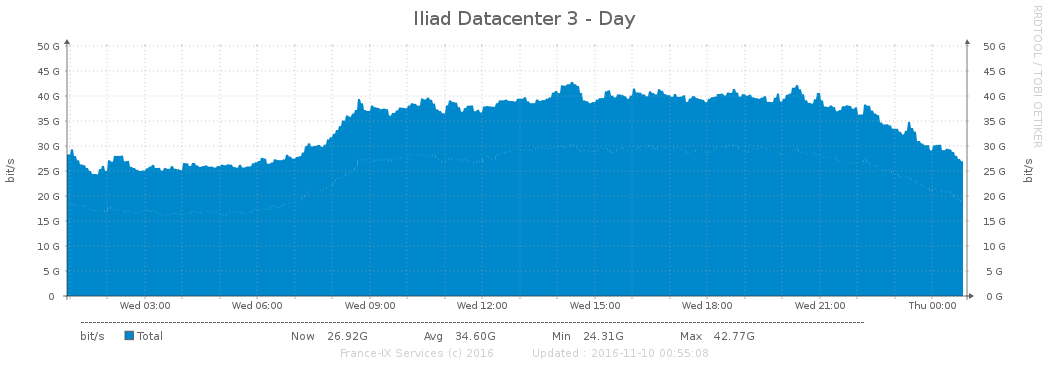 Iliad Datacenter 3 - Day
RRDTOOL / TOBI OETIKER
50 G 50 G
45 G 45 G
40 G 40 G
35 G 35 G
30 G 30 G
25 G 25 G
20 G 20 G
15 G 15 G
10 G 10 G
5 G 5 G
0 0 G
bit/s bit/s
Wed 03:00 Wed 06:00 Wed 09:00 Wed 12:00 Wed 15:00 Wed 18:00 Wed 21:00 Thu 00:00
bit/s Total Now 26.92G Avg 34.60G Min 24.31G Max 42.77G
France-IX Services (c) 2016 Updated : 2016-11-10 00:55:08